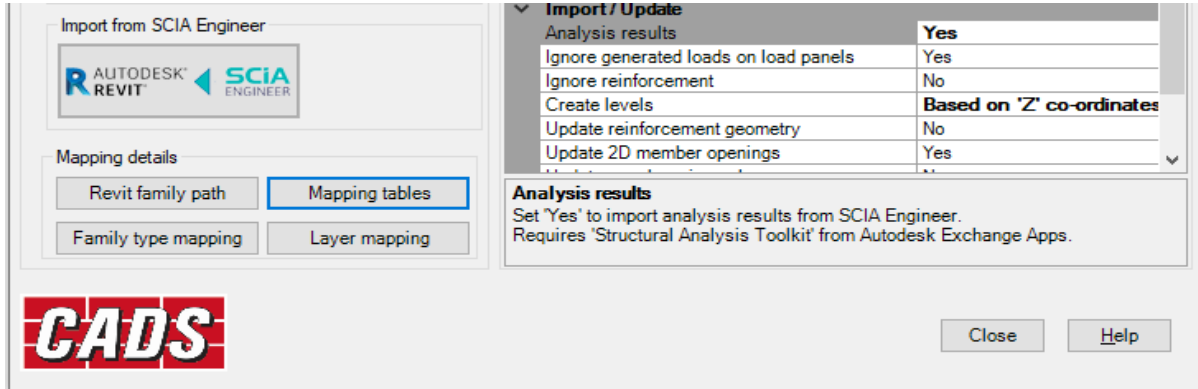 Import from SCIA Engineer
AUTODESK®
REVIT®
SCiA
ENGINEER
Mapping details
Revit family path
Mapping tables
Family type mapping
Layer mapping
CADS
Import / Update
Analysis results Yes
Ignore generated loads on load panels Yes
Ignore reinforcement No
Create levels Based on 'Z' co-ordinates
Update reinforcement geometry No
Update 2D member openings Yes
Analysis results
Set 'Yes' to import analysis results from SCIA Engineer.
Requires 'Structural Analysis Toolkit' from Autodesk Exchange Apps.
Close
Help